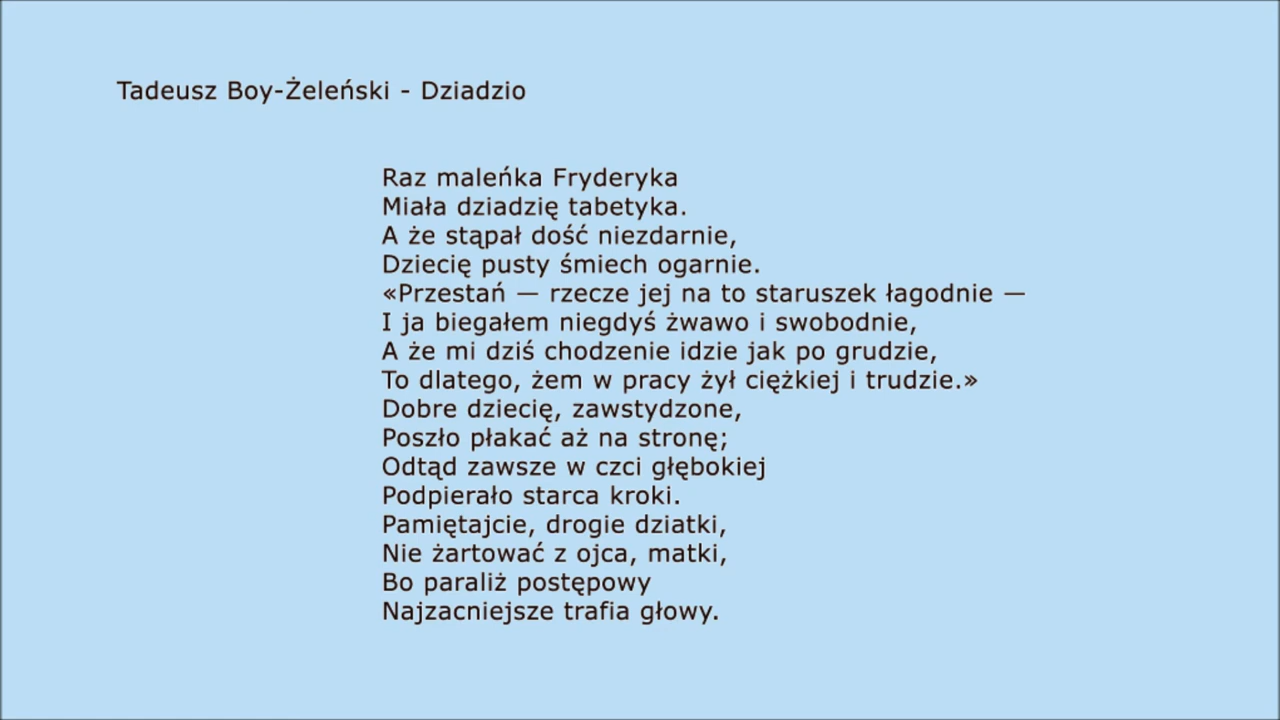 Tadeusz Boy-Żeleński - Dziadzio
Raz maleńka Fryderyka
Miała dziadzię tabetyka.
A że stąpał dość niezdarnie,
Dziecię pusty śmiech ogarnie.
«Przestań — rzecze jej na to staruszek łagodnie —
I ja biegałem niegdyś żwawo i swobodnie,
A że mi dziś chodzenie idzie jak po grudzie,
To dlatego, żem w pracy żył ciężkiej i trudzie.»
Dobre dziecię, zawstydzone,
Poszło płakać aż na stronę;
Odtąd zawsze w czci głębokiej
Podpierało starca kroki.
Pamiętajcie, drogie dziatki,
Nie żartować z ojca, matki,
Bo paraliż postępowy
Najzacniejsze trafia głowy.